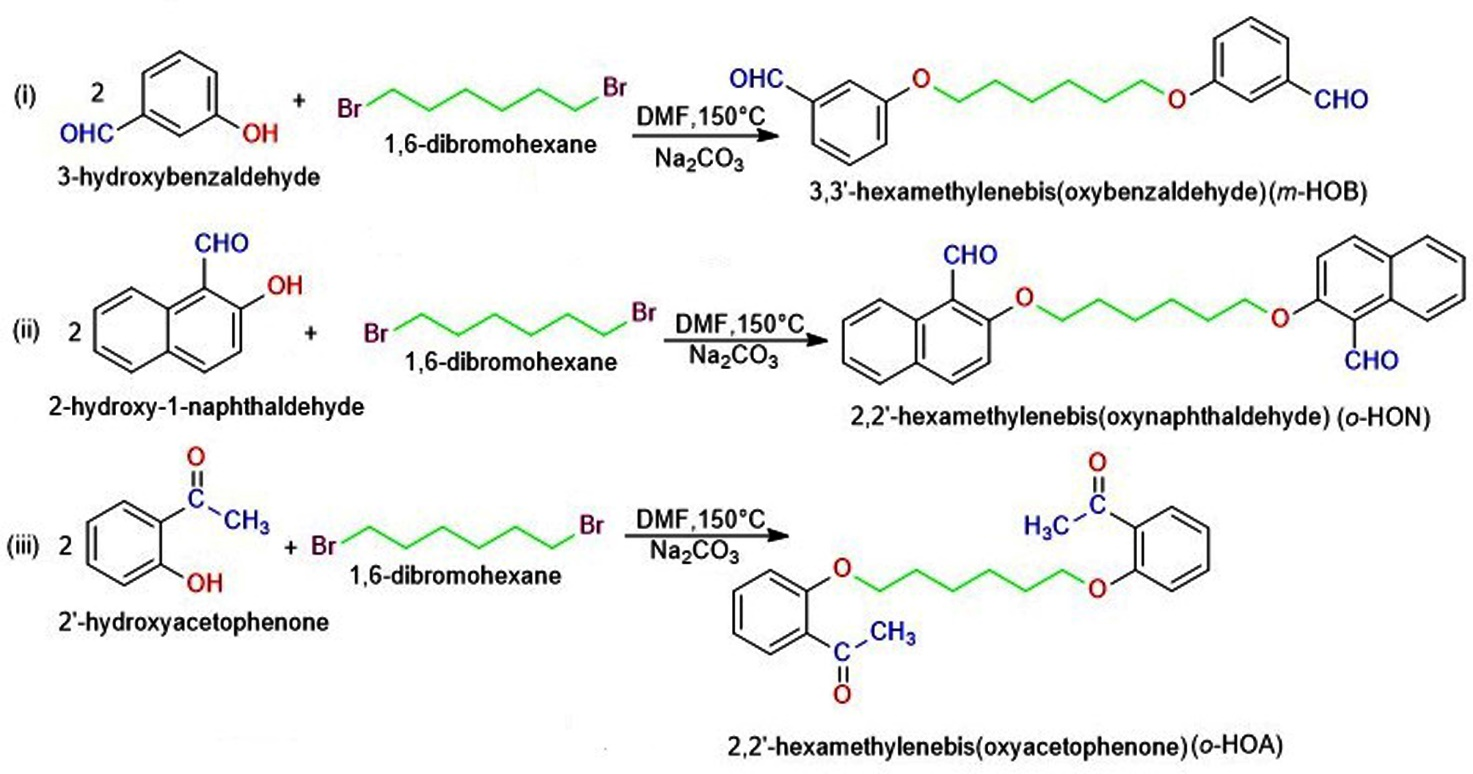 (i) 2 OHC OH + Br Br DMF,150°C Na₂CO₃ OHC O O CHO
3-hydroxybenzaldehyde
1,6-dibromohexane
3,3'-hexamethylenebis(oxybenzaldehyde)(m-HOB)
(ii) 2 CHO OH + Br Br DMF,150°C Na₂CO₃ CHO O O CHO
2-hydroxy-1-naphthaldehyde
1,6-dibromohexane
2,2'-hexamethylenebis(oxynaphthaldehyde) (o-HON)
(iii) 2 O C CH₃ OH + Br Br DMF,150°C Na₂CO₃ O H₃C C O O C CH₃ O
2'-hydroxyacetophenone
1,6-dibromohexane
2,2'-hexamethylenebis(oxyacetophenone)(o-HOA)